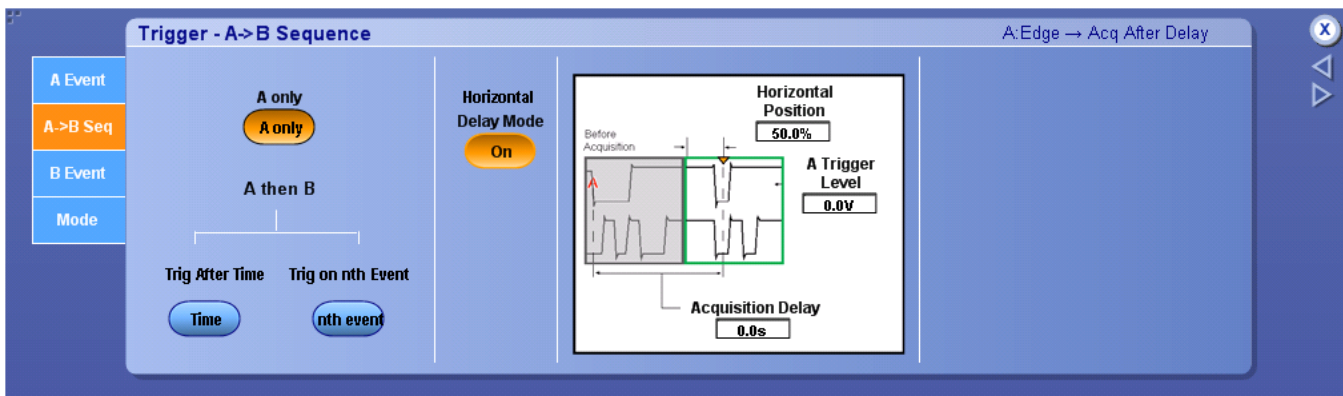 Trigger - A->B Sequence
A:Edge → Acq After Delay
X
A Event
A->B Seq
B Event
Mode
A only
A only
A then B
Trig After Time
Time
Trig on nth Event
nth event
Horizontal
Delay Mode
On
Before
Acquisition
A
Horizontal
Position
50.0%
A Trigger
Level
0.0V
Acquisition Delay
0.0s